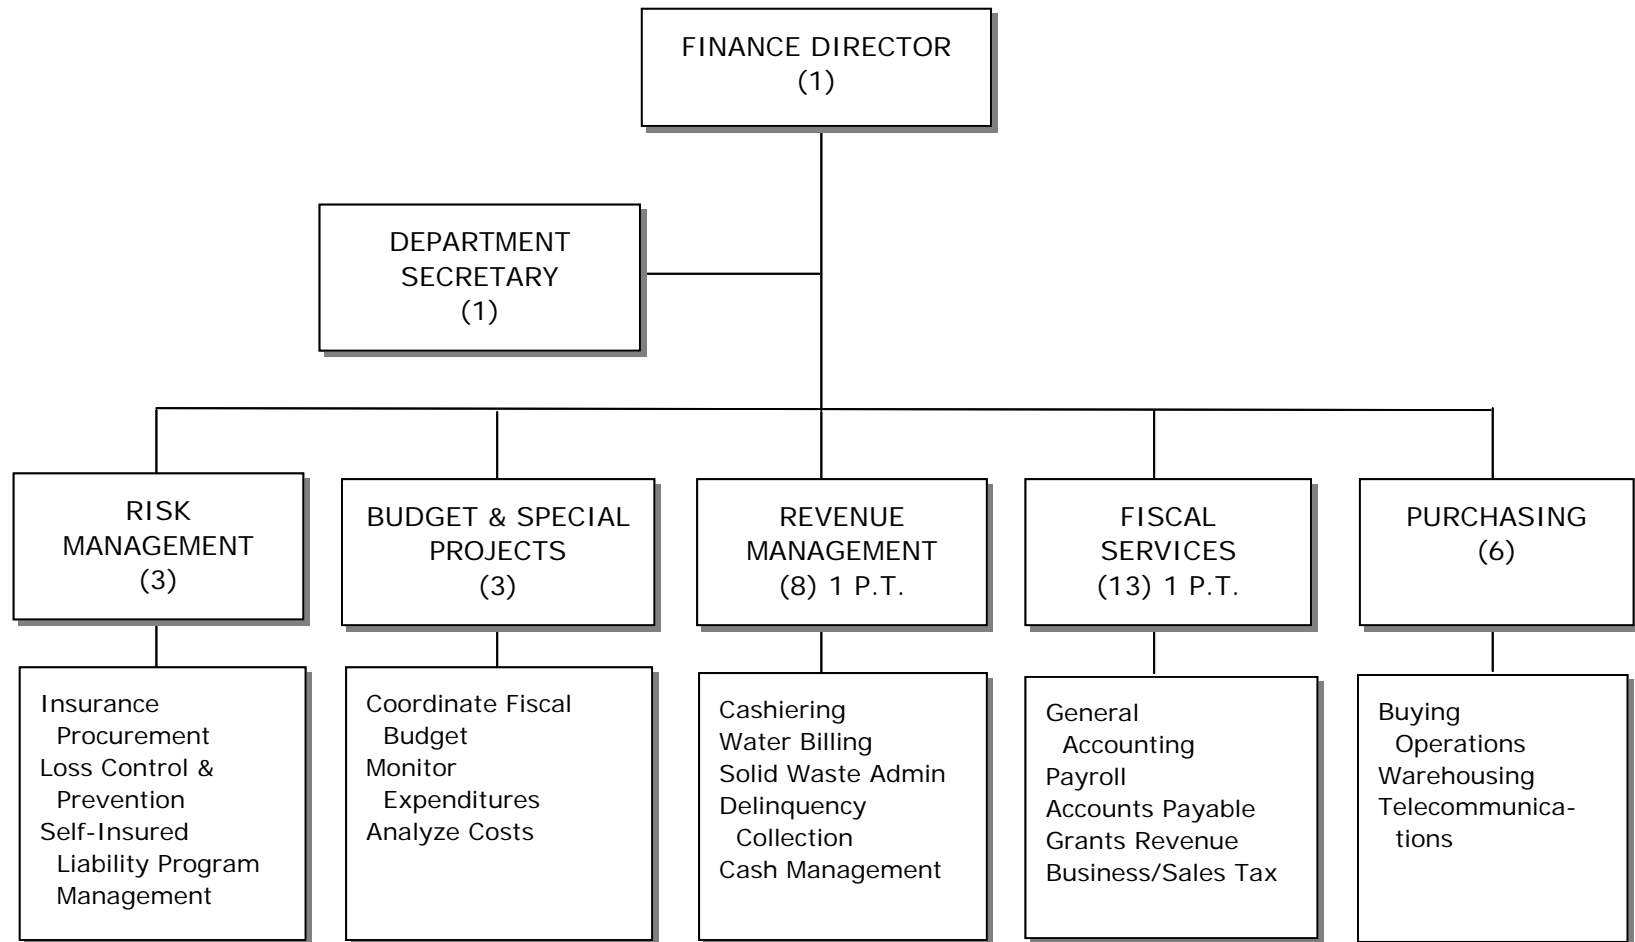 FINANCE DIRECTOR
(1)
DEPARTMENT
SECRETARY
(1)
RISK
MANAGEMENT
(3)
BUDGET & SPECIAL
PROJECTS
(3)
REVENUE
MANAGEMENT
(8) 1 P.T.
FISCAL
SERVICES
(13) 1 P.T.
PURCHASING
(6)
Insurance
Procurement
Loss Control &
Prevention
Self-Insured
Liability Program
Management
Coordinate Fiscal
Budget
Monitor
Expenditures
Analyze Costs
Cashiering
Water Billing
Solid Waste Admin
Delinquency
Collection
Cash Management
General
Accounting
Payroll
Accounts Payable
Grants Revenue
Business/Sales Tax
Buying
Operations
Warehousing
Telecommunica-
tions